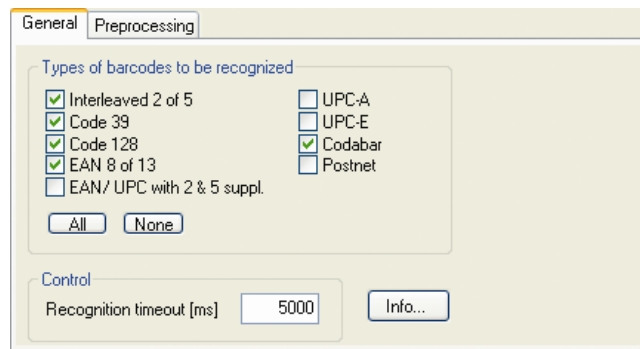 General Preprocessing
Types of barcodes to be recognized
Interleaved 2 of 5
Code 39
Code 128
EAN 8 of 13
EAN/ UPC with 2 & 5 suppl.
UPC-A
UPC-E
Codabar
Postnet
All None
Control
Recognition timeout [ms] 5000
Info...